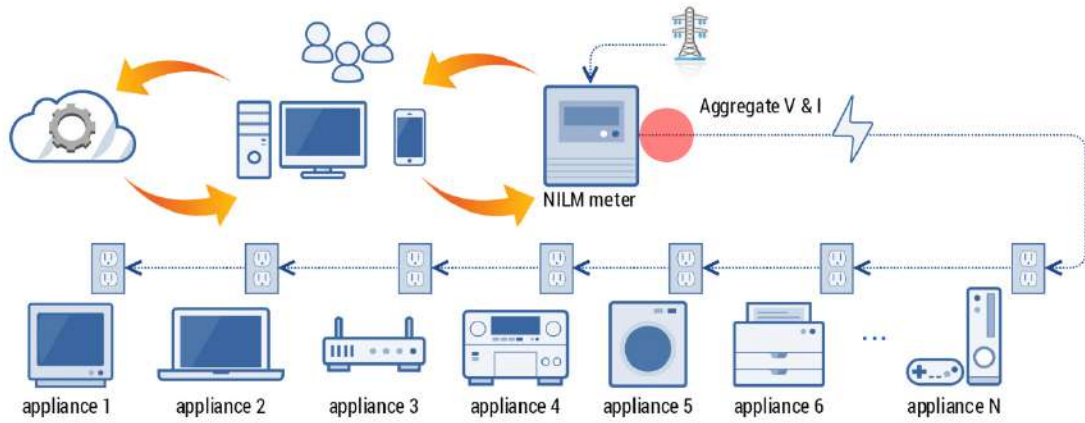 Aggregate V & I
NILM meter
appliance 1
appliance 2
appliance 3
appliance 4
appliance 5
appliance 6
...
appliance N